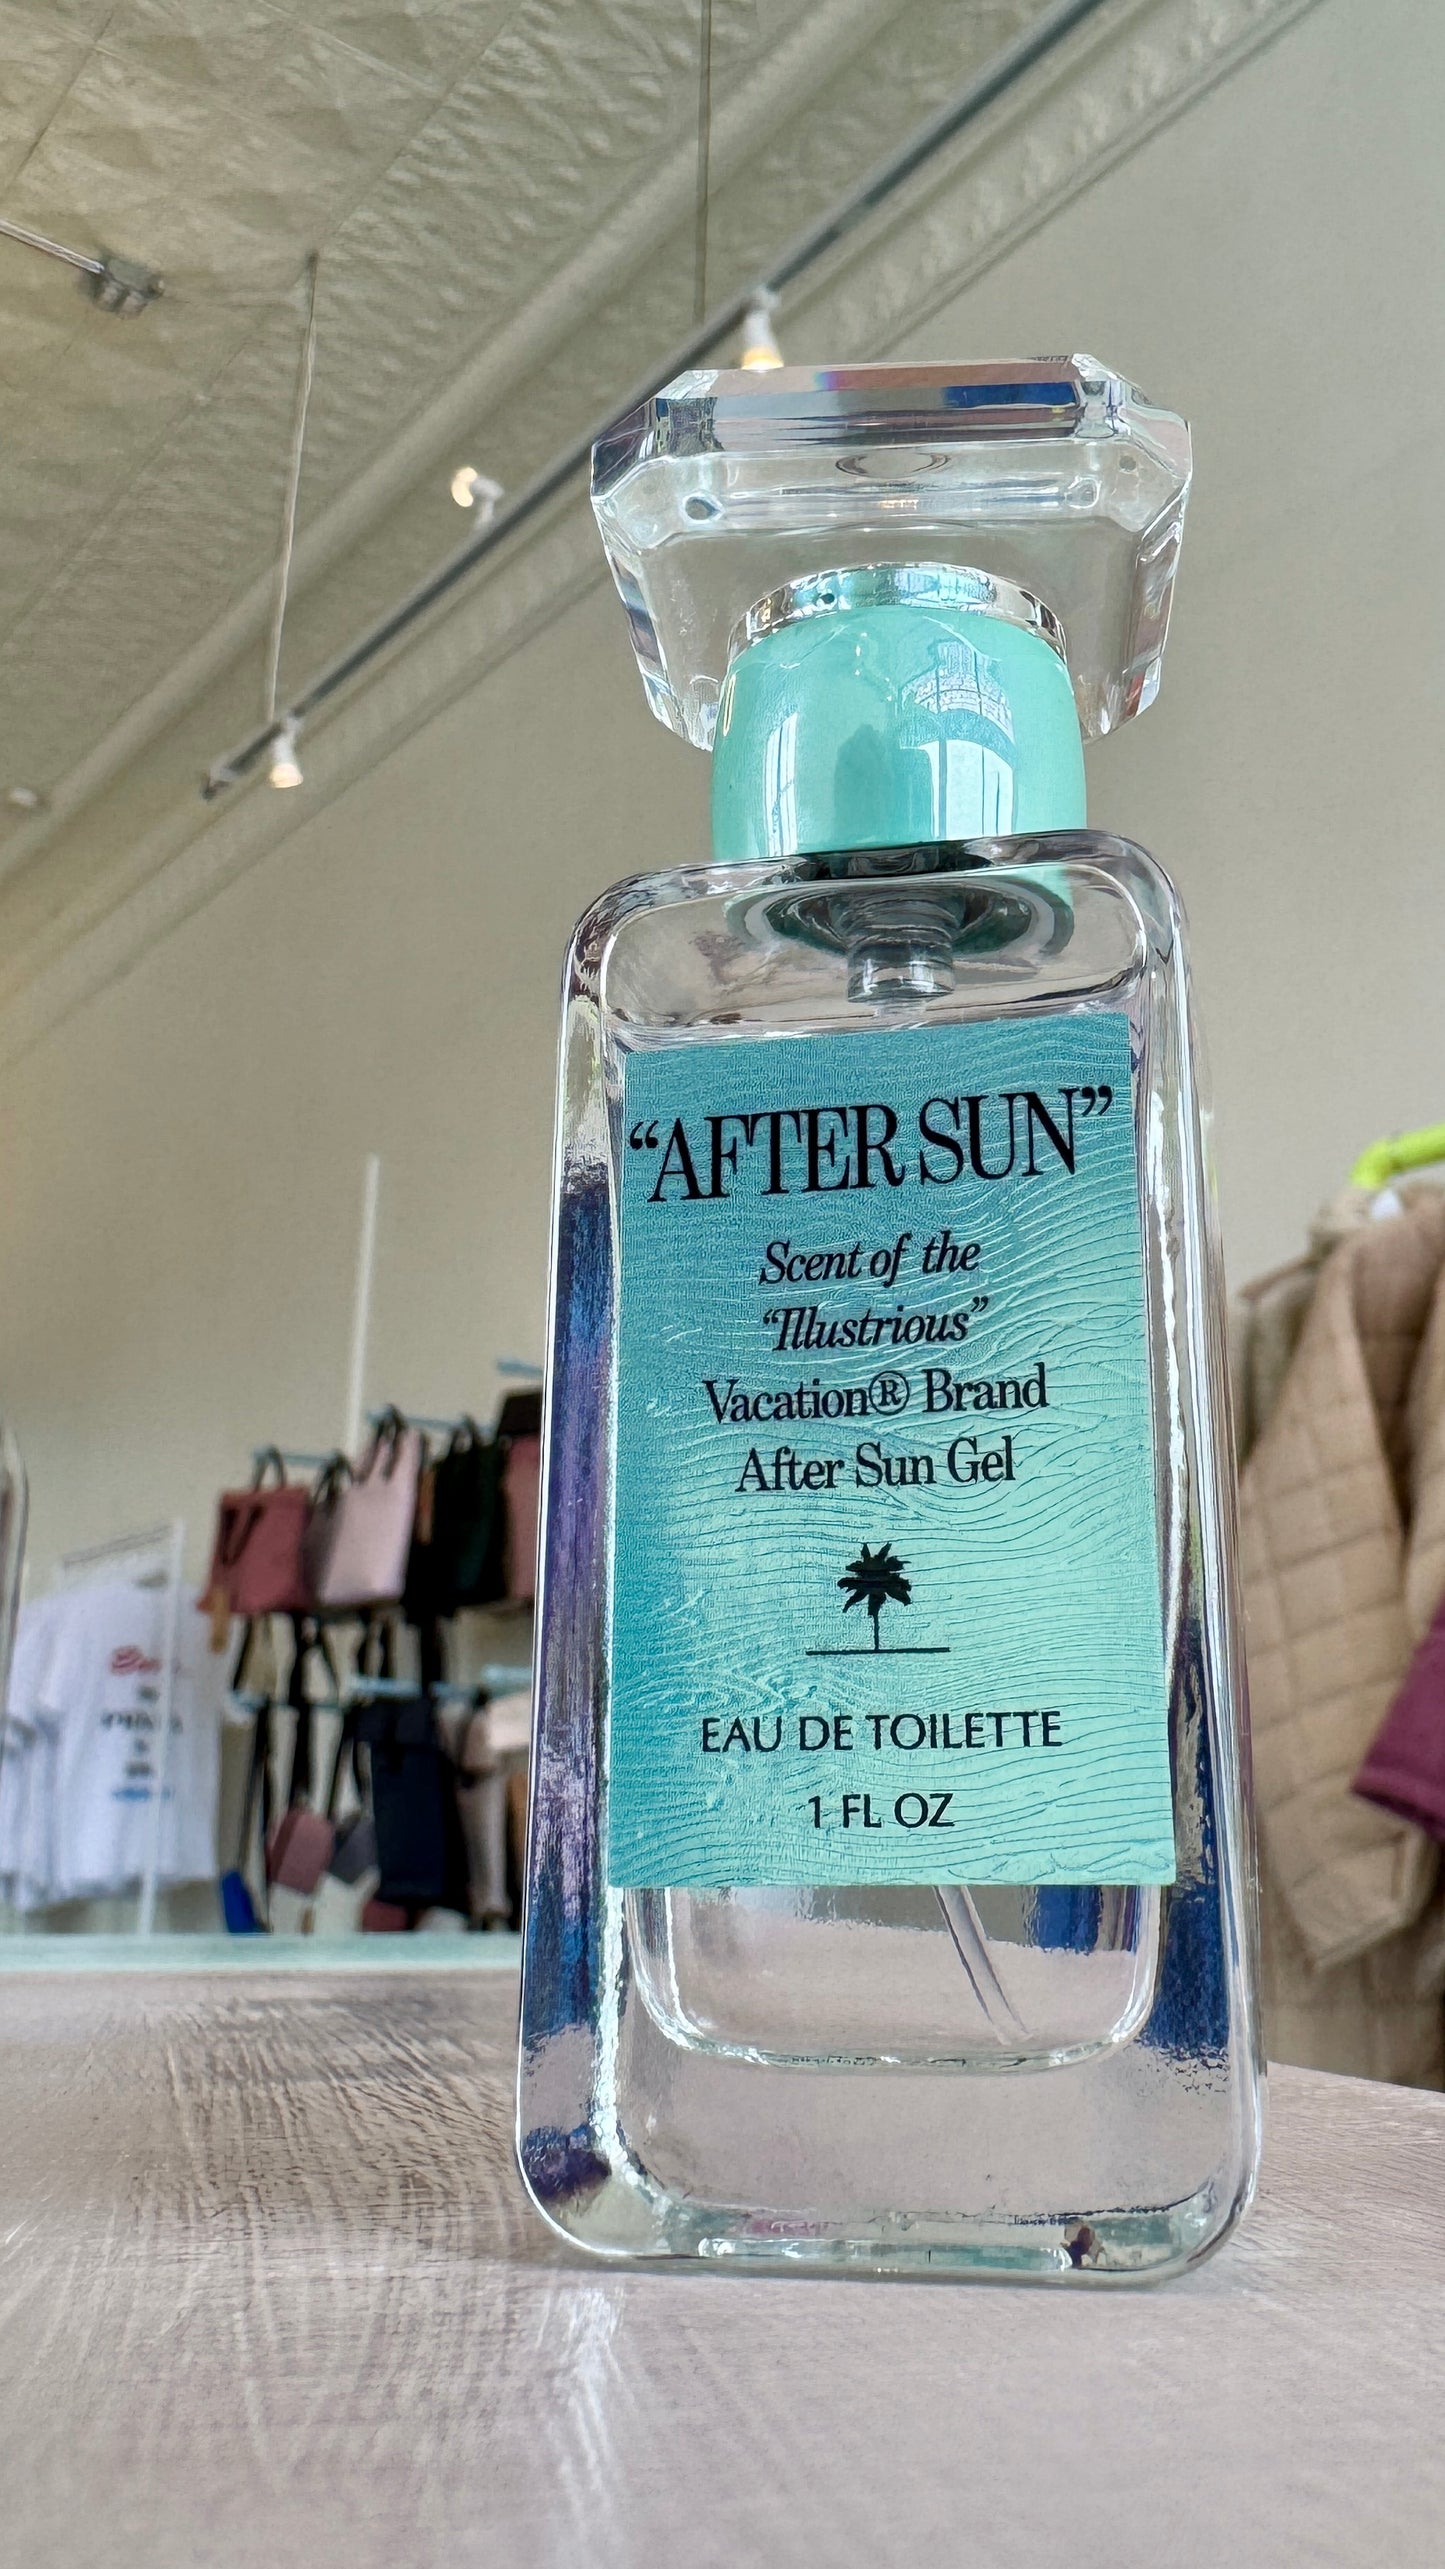 “AFTER SUN”
Scent of the
“Illustrious”
Vacation® Brand
After Sun Gel
EAU DE TOILETTE
1 FL OZ